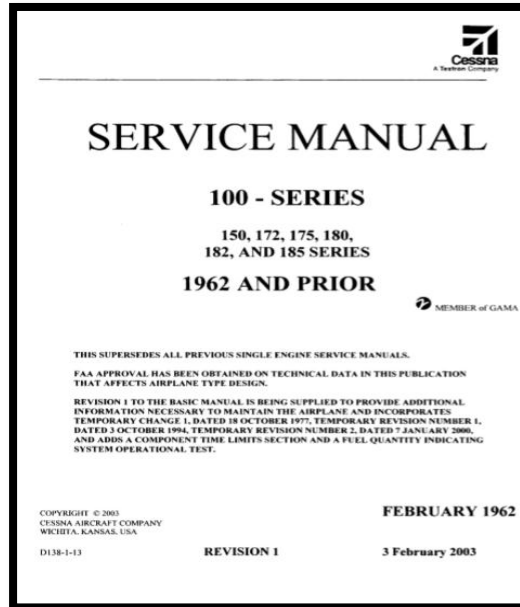 Cessna
A Textron Company
SERVICE MANUAL
100 - SERIES
150, 172, 175, 180,
182, AND 185 SERIES
1962 AND PRIOR
MEMBER of GAMA
THIS SUPERSEDES ALL PREVIOUS SINGLE ENGINE SERVICE MANUALS.
FAA APPROVAL HAS BEEN OBTAINED ON TECHNICAL DATA IN THIS PUBLICATION
THAT AFFECTS AIRPLANE TYPE DESIGN.
REVISION 1 TO THE BASIC MANUAL IS BEING SUPPLIED TO PROVIDE ADDITIONAL
INFORMATION NECESSARY TO MAINTAIN THE AIRPLANE AND INCORPORATES
TEMPORARY CHANGE 1, DATED 18 OCTOBER 1977, TEMPORARY REVISION NUMBER 1,
DATED 3 OCTOBER 1994, TEMPORARY REVISION NUMBER 2, DATED 7 JANUARY 2000,
AND ADDS A COMPONENT TIME LIMITS SECTION AND A FUEL QUANTITY INDICATING
SYSTEM OPERATIONAL TEST.
COPYRIGHT © 2003
CESSNA AIRCRAFT COMPANY
WICHITA, KANSAS, USA
FEBRUARY 1962
D138-1-13
REVISION 1
3 February 2003